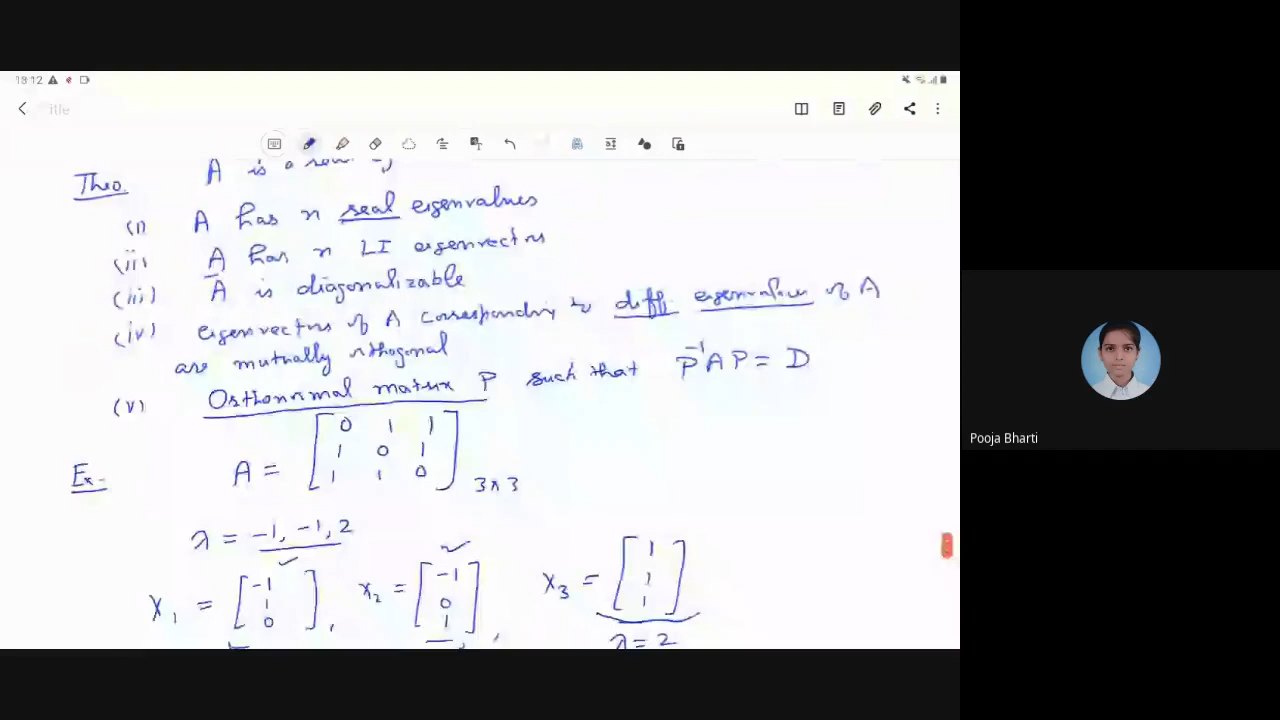 18:12
itle
Theo. A is a real
(i) A has n real eigenvalues
(ii) A has n LI eigenvectors
(iii) A is diagonalizable
(iv) eigenvectors of A corresponding to diff eigenvalues of A
are mutually orthogonal
(v) Orthonormal matrix P such that P⁻¹AP = D
Ex- A = [0 1 1
1 0 1
1 1 0] 3×3
λ = -1, -1, 2
X₁ = [-1 1 0], X₂ = [-1 0 1], X₃ = [1 1 1]
λ = 2
Pooja Bharti